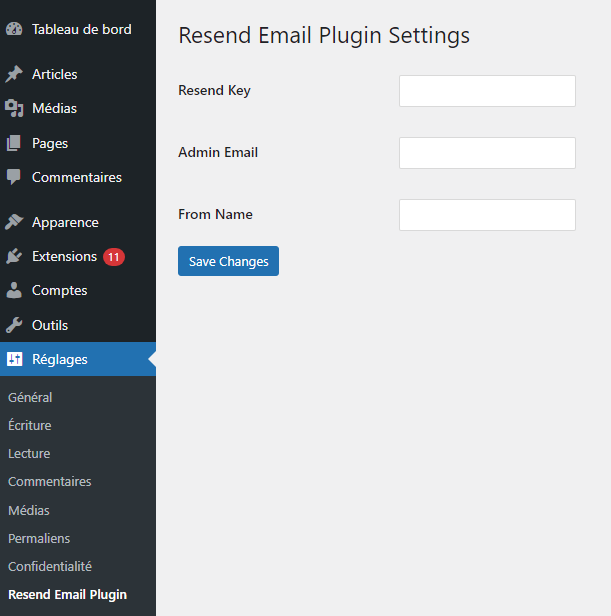 Tableau de bord
Articles
Médias
Pages
Commentaires
Apparence
Extensions 11
Comptes
Outils
Réglages
Général
Écriture
Lecture
Commentaires
Médias
Permaliens
Confidentialité
Resend Email Plugin
Resend Email Plugin Settings
Resend Key
Admin Email
From Name
Save Changes